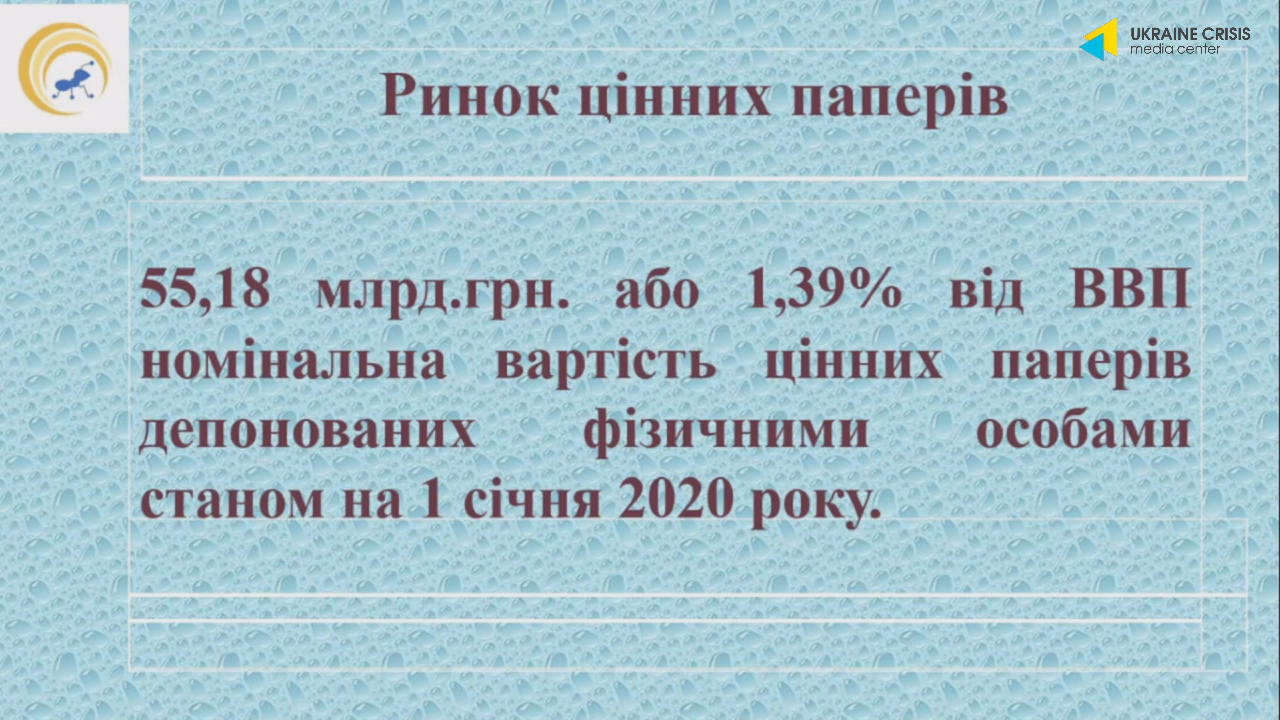 UKRAINE CRISIS
media center
Ринок цінних паперів
55,18 млрд.грн. або 1,39% від ВВП
номінальна вартість цінних паперів
депонованих фізичними особами
станом на 1 січня 2020 року.